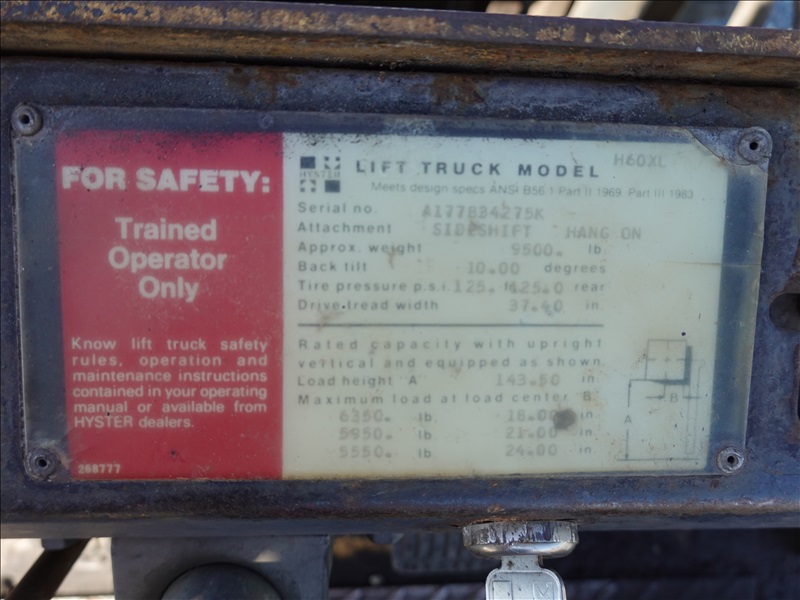 FOR SAFETY:
Trained
Operator
Only
Know lift truck safety
rules, operation and
maintenance instructions
contained in your operating
manual or available from
HYSTER dealers.
268777
HYSTER
LIFT TRUCK MODEL H60XL
Meets design specs ANSI B56.1 Part II 1969, Part III 1983
Serial no. A177B34275K
Attachment SIDESHIFT HANG ON
Approx. weight 9500. lb
Back tilt 10.00 degrees
Tire pressure p.s.i. 125. 125.0 rear
Drive-tread width 37.40 in.
Rated capacity with upright
vertical and equipped as shown.
Load height A 143.50 in.
Maximum load at load center B
6350. lb 18.00 in.
5950. lb 21.00 in.
5550. lb 24.00 in.
A
B